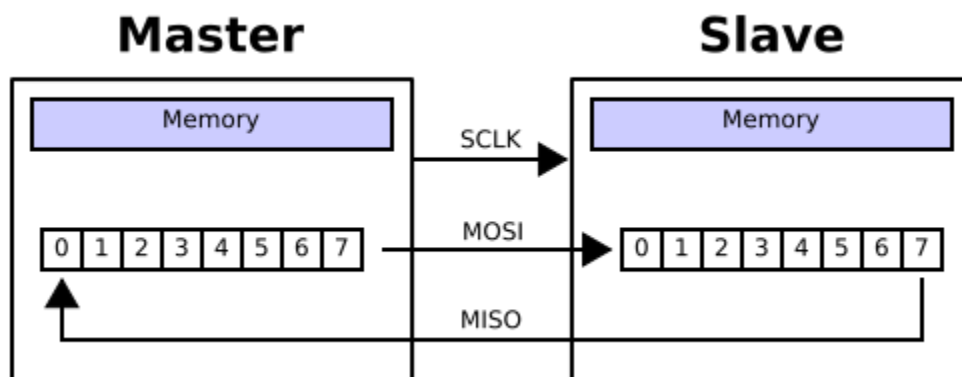 Master Slave
Memory Memory
SCLK
0 1 2 3 4 5 6 7 MOSI 0 1 2 3 4 5 6 7
MISO